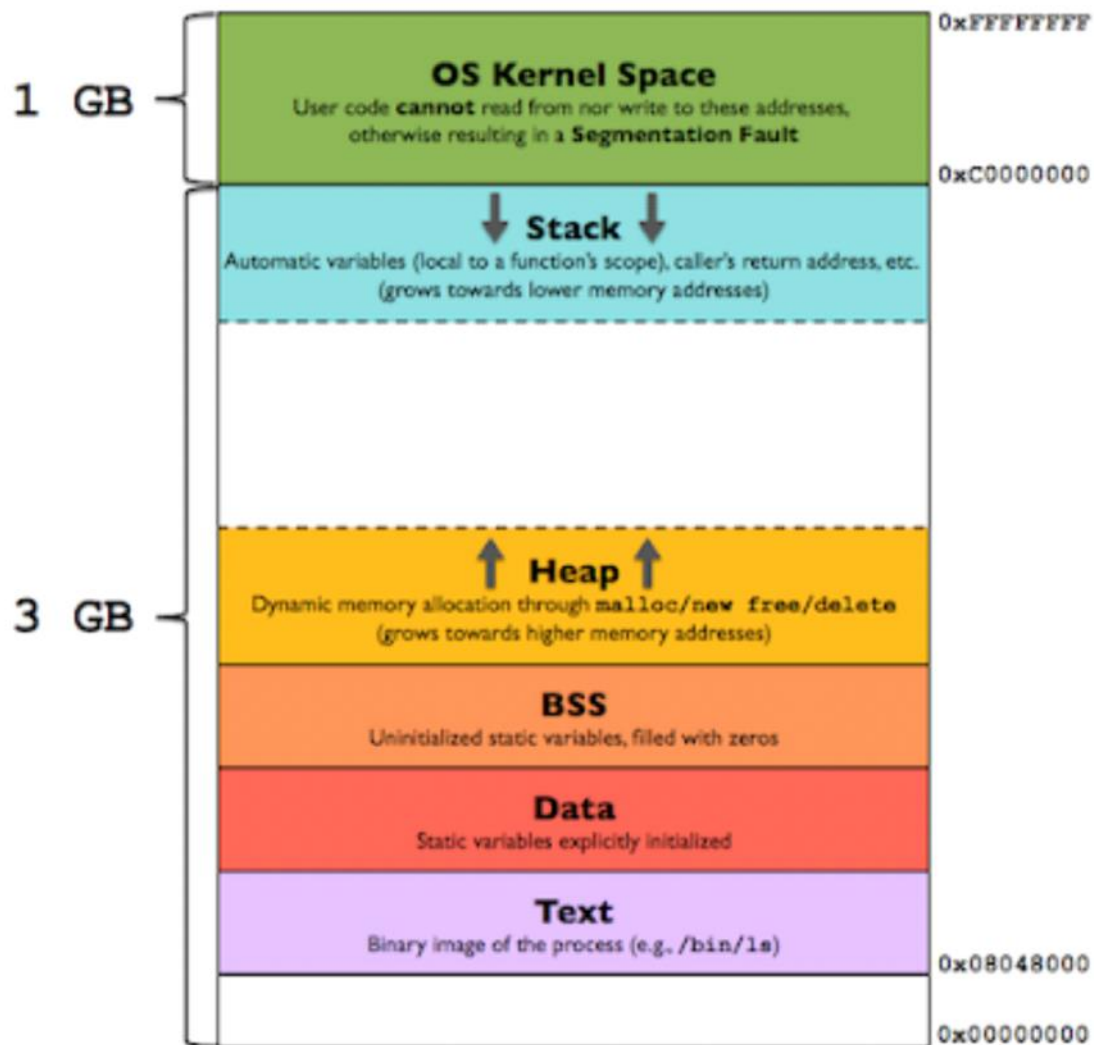 0xFFFFFFFF
OS Kernel Space
User code cannot read from nor write to these addresses,
otherwise resulting in a Segmentation Fault
1 GB
0xC0000000
Stack
Automatic variables (local to a function's scope), caller's return address, etc.
(grows towards lower memory addresses)
Heap
Dynamic memory allocation through malloc/new free/delete
(grows towards higher memory addresses)
3 GB
BSS
Uninitialized static variables, filled with zeros
Data
Static variables explicitly initialized
Text
Binary image of the process (e.g., /bin/ls)
0x08048000
0x00000000